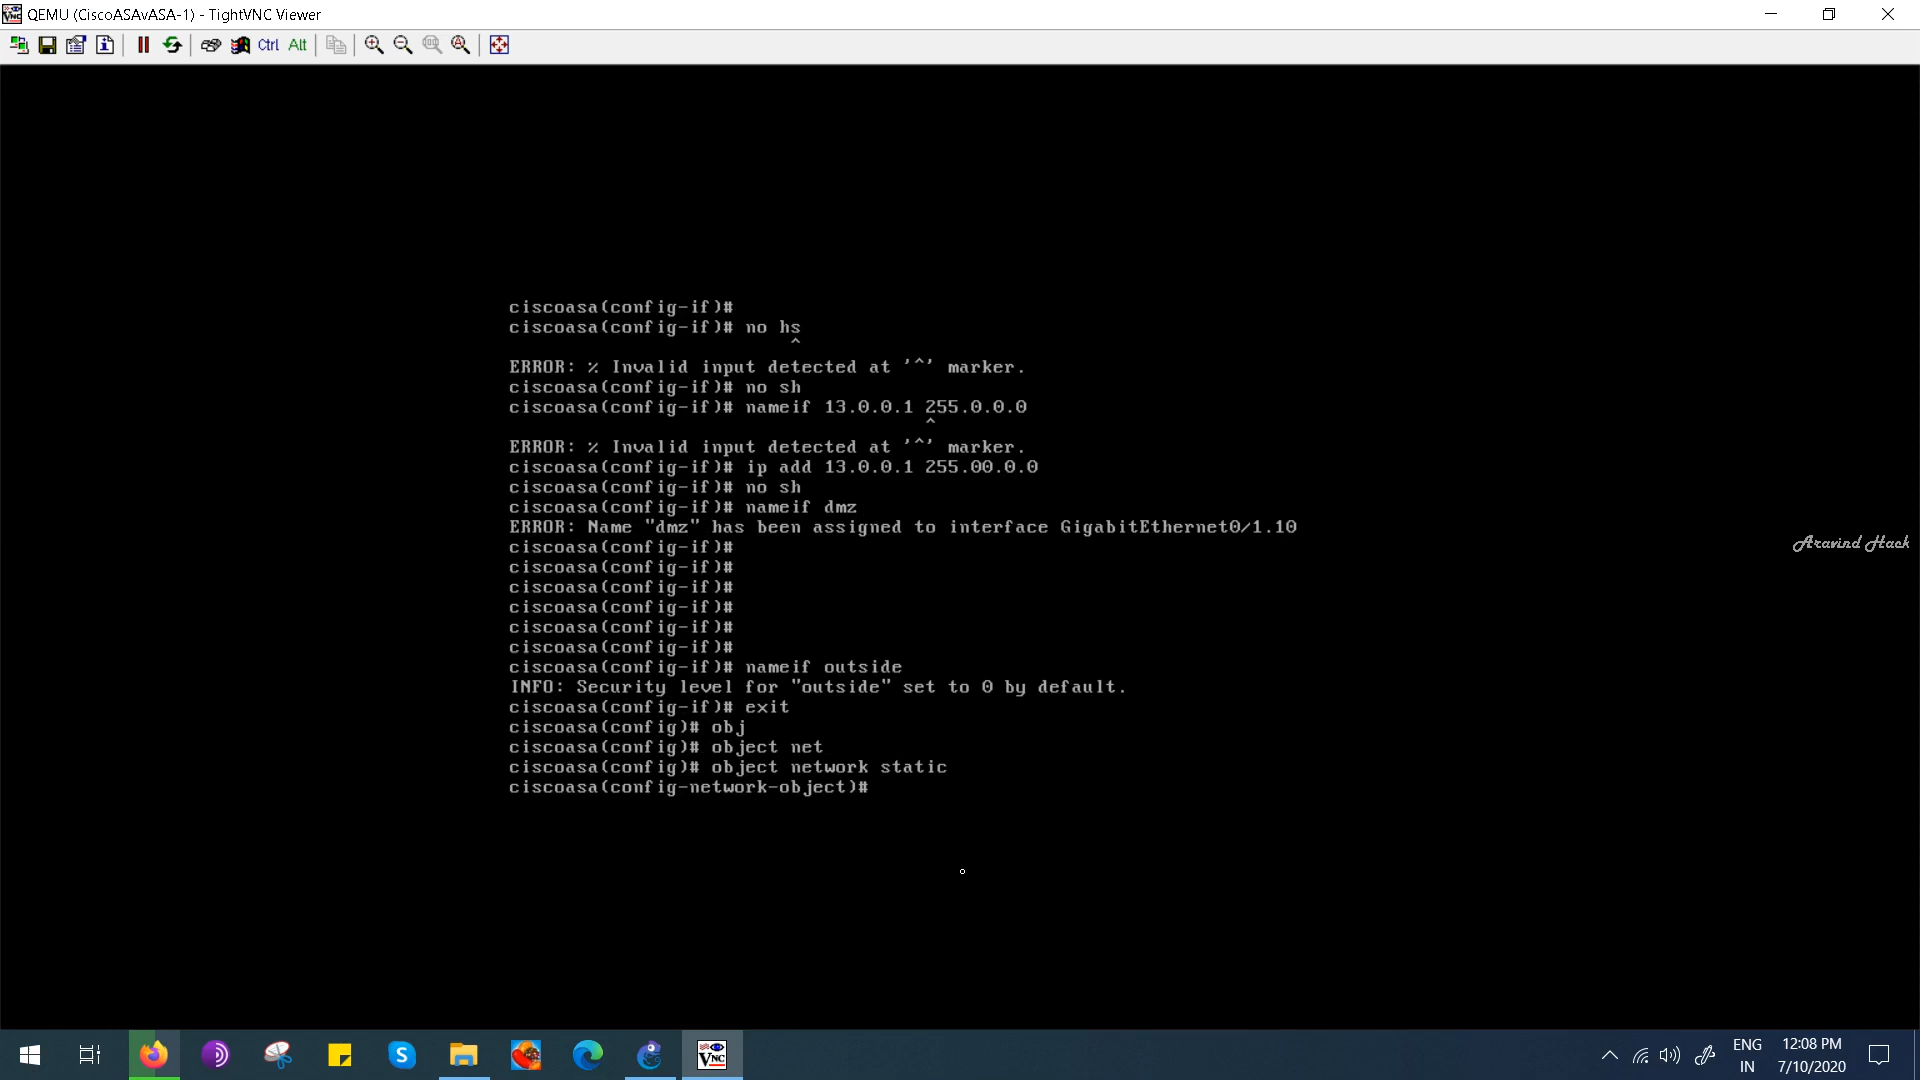 QEMU (CiscoASAvASA-1) - TightVNC Viewer
Ctrl Alt
ciscoasa(config-if)#
ciscoasa(config-if)# no hs
^
ERROR: % Invalid input detected at '^' marker.
ciscoasa(config-if)# no sh
ciscoasa(config-if)# nameif 13.0.0.1 255.0.0.0
^
ERROR: % Invalid input detected at '^' marker.
ciscoasa(config-if)# ip add 13.0.0.1 255.00.0.0
ciscoasa(config-if)# no sh
ciscoasa(config-if)# nameif dmz
ERROR: Name "dmz" has been assigned to interface GigabitEthernet0/1.10
ciscoasa(config-if)#
Aravind Hack
ciscoasa(config-if)#
ciscoasa(config-if)#
ciscoasa(config-if)#
ciscoasa(config-if)#
ciscoasa(config-if)#
ciscoasa(config-if)# nameif outside
INFO: Security level for "outside" set to 0 by default.
ciscoasa(config-if)# exit
ciscoasa(config)# obj
ciscoasa(config)# object net
ciscoasa(config)# object network static
ciscoasa(config-network-object)#
VNC
ENG 12:08 PM
IN 7/10/2020